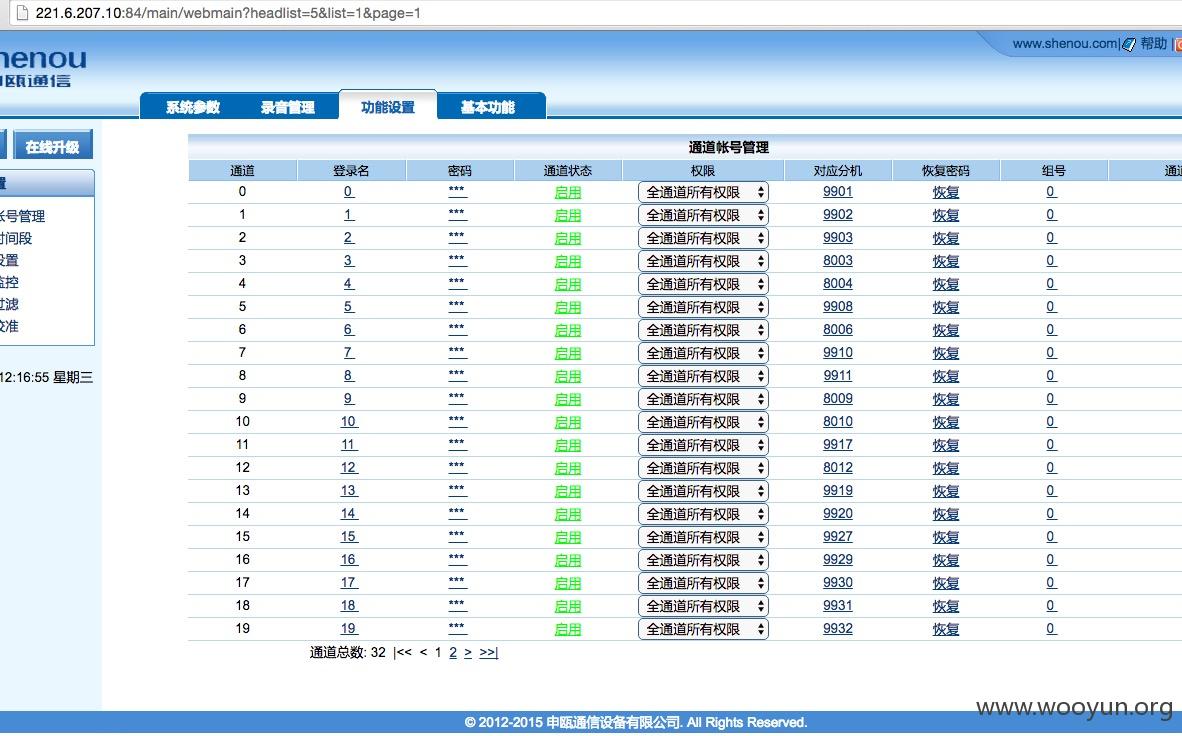 221.6.207.10:84/main/webmain?headlist=5&list=1&page=1
www.shenou.com| 帮助 |
henou
申瓯通信
系统参数 录音管理 功能设置 基本功能
在线升级
置
帐号管理
时间段
设置
监控
过滤
校准
12:16:55 星期三
通道帐号管理
通道 登录名 密码 通道状态 权限 对应分机 恢复密码 组号 通道
0 0 *** 启用 全通道所有权限 9901 恢复 0
1 1 *** 启用 全通道所有权限 9902 恢复 0
2 2 *** 启用 全通道所有权限 9903 恢复 0
3 3 *** 启用 全通道所有权限 8003 恢复 0
4 4 *** 启用 全通道所有权限 8004 恢复 0
5 5 *** 启用 全通道所有权限 9908 恢复 0
6 6 *** 启用 全通道所有权限 8006 恢复 0
7 7 *** 启用 全通道所有权限 9910 恢复 0
8 8 *** 启用 全通道所有权限 9911 恢复 0
9 9 *** 启用 全通道所有权限 8009 恢复 0
10 10 *** 启用 全通道所有权限 8010 恢复 0
11 11 *** 启用 全通道所有权限 9917 恢复 0
12 12 *** 启用 全通道所有权限 8012 恢复 0
13 13 *** 启用 全通道所有权限 9919 恢复 0
14 14 *** 启用 全通道所有权限 9920 恢复 0
15 15 *** 启用 全通道所有权限 9927 恢复 0
16 16 *** 启用 全通道所有权限 9929 恢复 0
17 17 *** 启用 全通道所有权限 9930 恢复 0
18 18 *** 启用 全通道所有权限 9931 恢复 0
19 19 *** 启用 全通道所有权限 9932 恢复 0
通道总数: 32 |<< < 1 2 > >>|
www.wooyun.org
© 2012-2015 申瓯通信设备有限公司. All Rights Reserved.